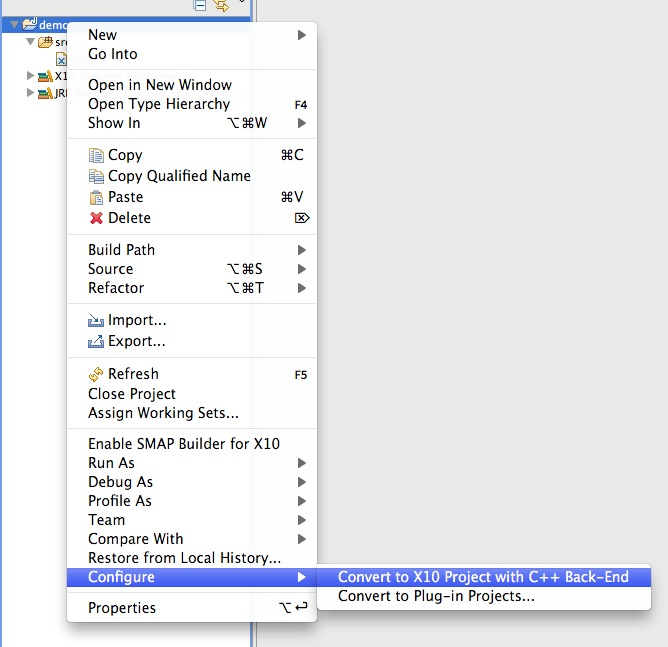 demo
New
src
Go Into
X1
Open in New Window
JRE
Open Type Hierarchy F4
Show In ⌥⌘W
Copy ⌘C
Copy Qualified Name
Paste ⌘V
Delete ⌦
Build Path
Source ⌥⌘S
Refactor ⌥⌘T
Import...
Export...
Refresh F5
Close Project
Assign Working Sets...
Enable SMAP Builder for X10
Run As
Debug As
Profile As
Team
Compare With
Restore from Local History...
Configure
Convert to X10 Project with C++ Back-End
Convert to Plug-in Projects...
Properties ⌥↩